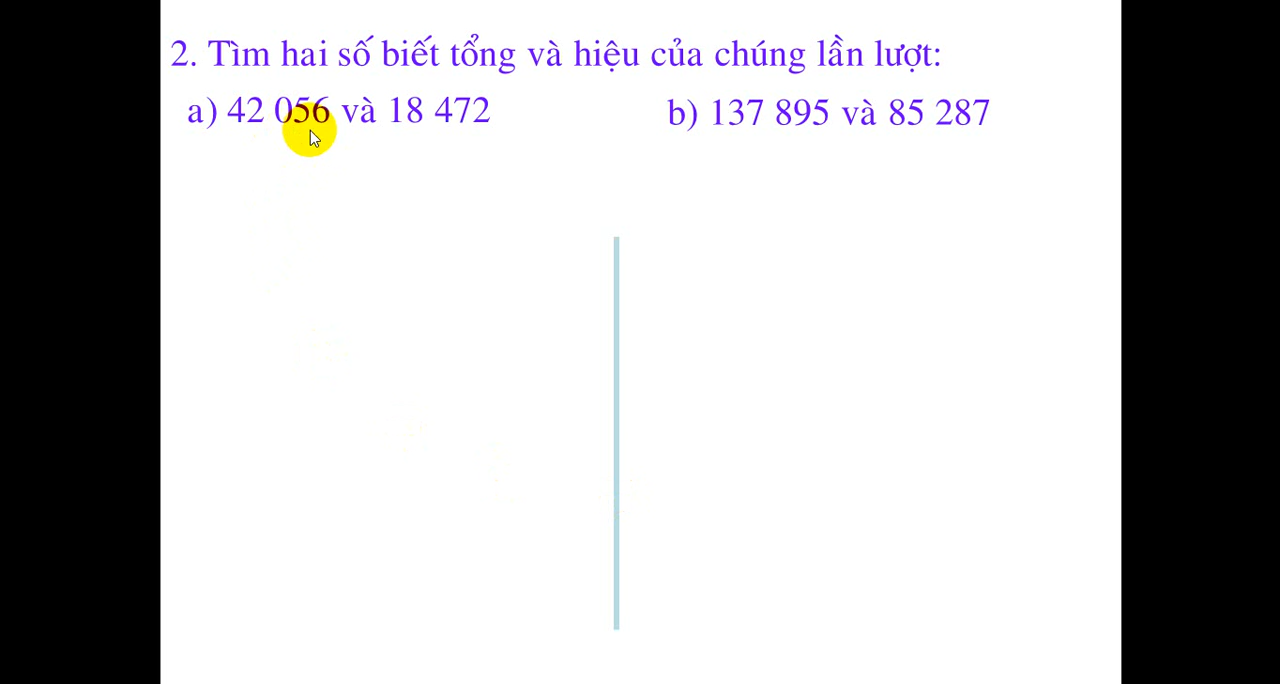 2. Tìm hai số biết tổng và hiệu của chúng lần lượt:
a) 42 056 và 18 472
b) 137 895 và 85 287